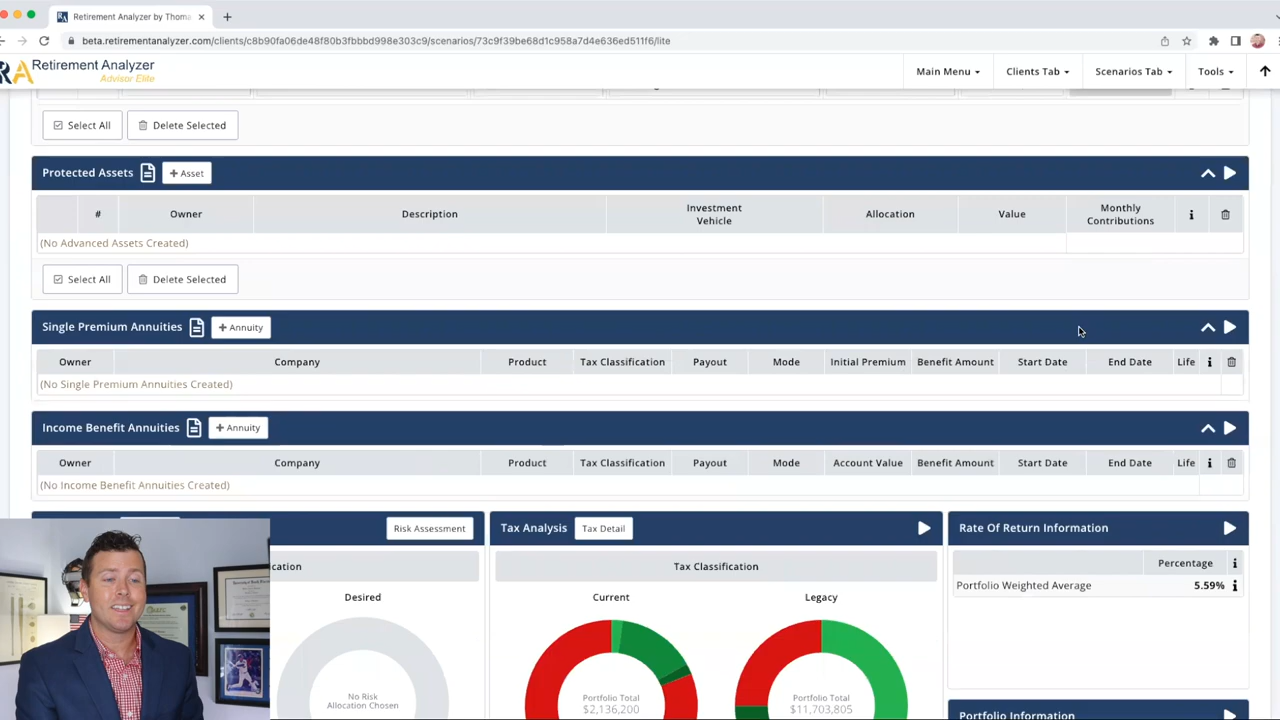 Retirement Analyzer by Thoma
beta.retirementanalyzer.com/clients/c8b90fa06de48f80b3fbbbd998e303c9/scenarios/73c9f39be68d1c958a7d4e636ed511f6/lite
RA Retirement Analyzer
Advisor Elite
Main Menu
Clients Tab
Scenarios Tab
Tools
Select All
Delete Selected
Protected Assets
+ Asset
# Owner Description Investment Vehicle Allocation Value Monthly Contributions
(No Advanced Assets Created)
Select All
Delete Selected
Single Premium Annuities
+ Annuity
Owner Company Product Tax Classification Payout Mode Initial Premium Benefit Amount Start Date End Date Life
(No Single Premium Annuities Created)
Income Benefit Annuities
+ Annuity
Owner Company Product Tax Classification Payout Mode Account Value Benefit Amount Start Date End Date Life
(No Income Benefit Annuities Created)
Risk Assessment
ication
Desired
No Risk
Allocation Chosen
Tax Analysis
Tax Detail
Tax Classification
Current Legacy
Portfolio Total
$2,136,200
Portfolio Total
$11,703,805
Rate Of Return Information
Percentage
Portfolio Weighted Average 5.59%
Portfolio Information